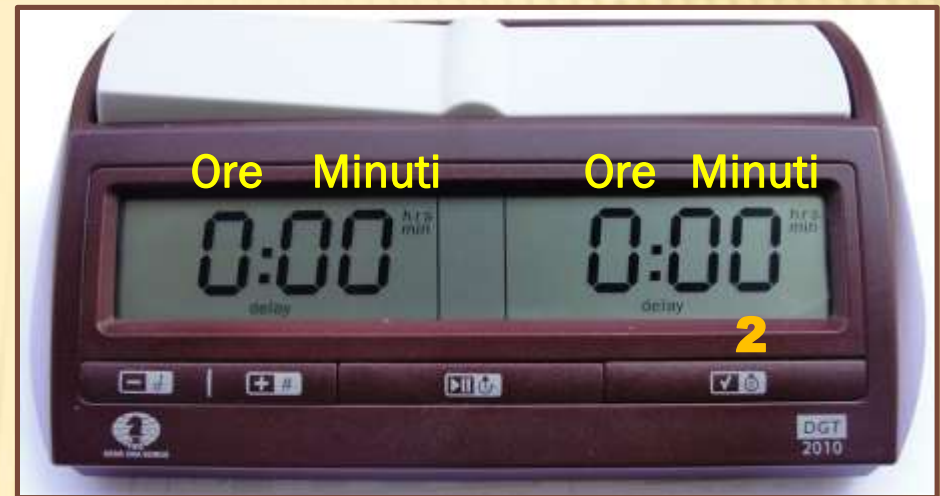 Ore Minuti Ore Minuti
0:00 hrs min 0:00 hrs min
delay delay
2
- + # ✓
DGT
2010